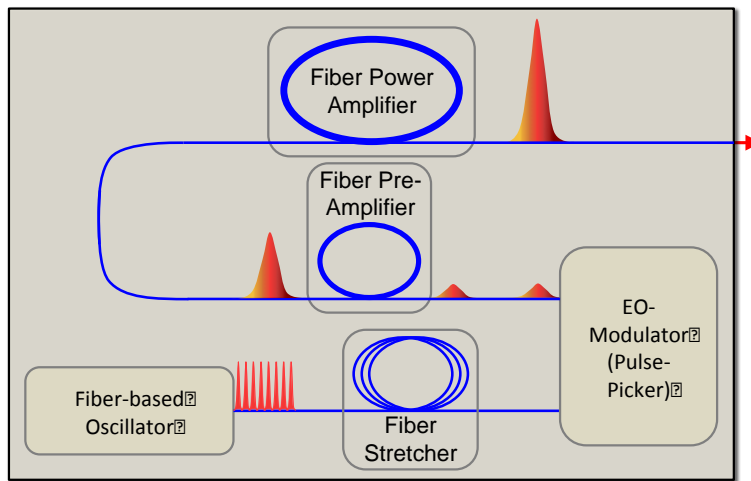 Fiber Power
Amplifier
Fiber Pre-
Amplifier
EO-
Modulator⍰
(Pulse-
Picker)⍰
Fiber-based⍰
Oscillator⍰
Fiber
Stretcher